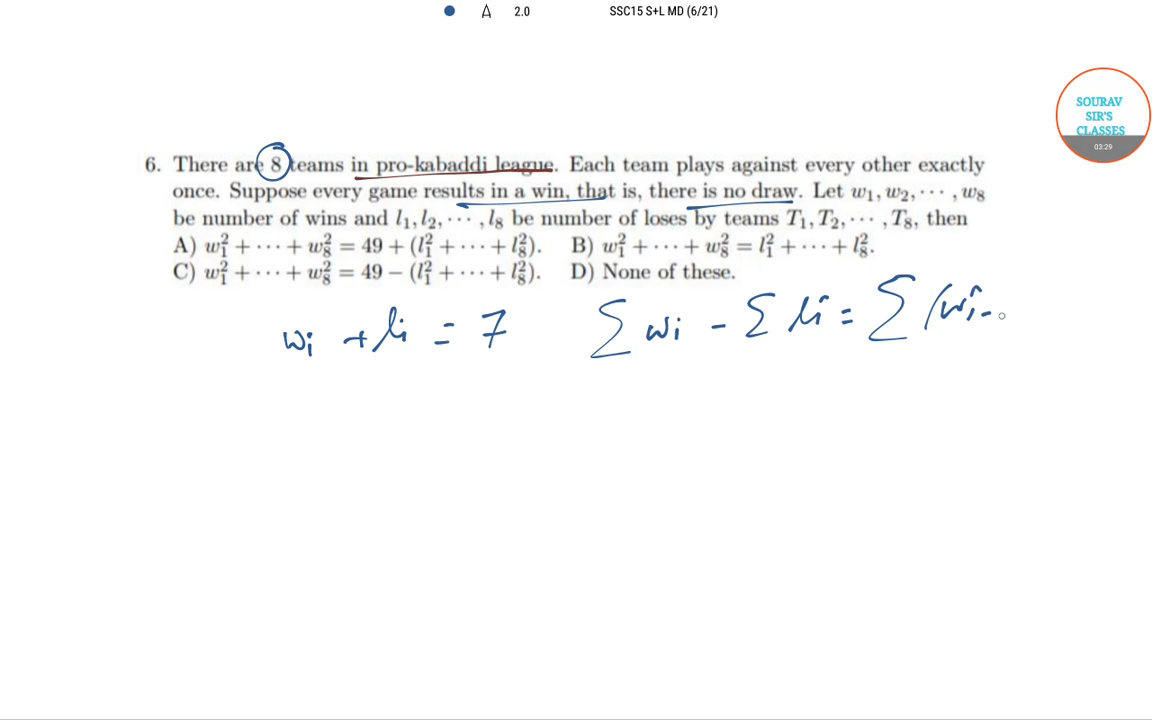 2.0 SSC15 S+L MD (6/21)
SOURAV
SIR'S
CLASSES
03:29
6. There are 8 teams in pro-kabaddi league. Each team plays against every other exactly
once. Suppose every game results in a win, that is, there is no draw. Let w₁, w₂, ⋯ , w₈
be number of wins and l₁, l₂, ⋯ , l₈ be number of loses by teams T₁, T₂, ⋯ , T₈, then
A) w₁² + ⋯ + w₈² = 49 + (l₁² + ⋯ + l₈²). B) w₁² + ⋯ + w₈² = l₁² + ⋯ + l₈².
C) w₁² + ⋯ + w₈² = 49 − (l₁² + ⋯ + l₈²). D) None of these.
wi + li = 7 Σ wi - Σ li = Σ (wi -